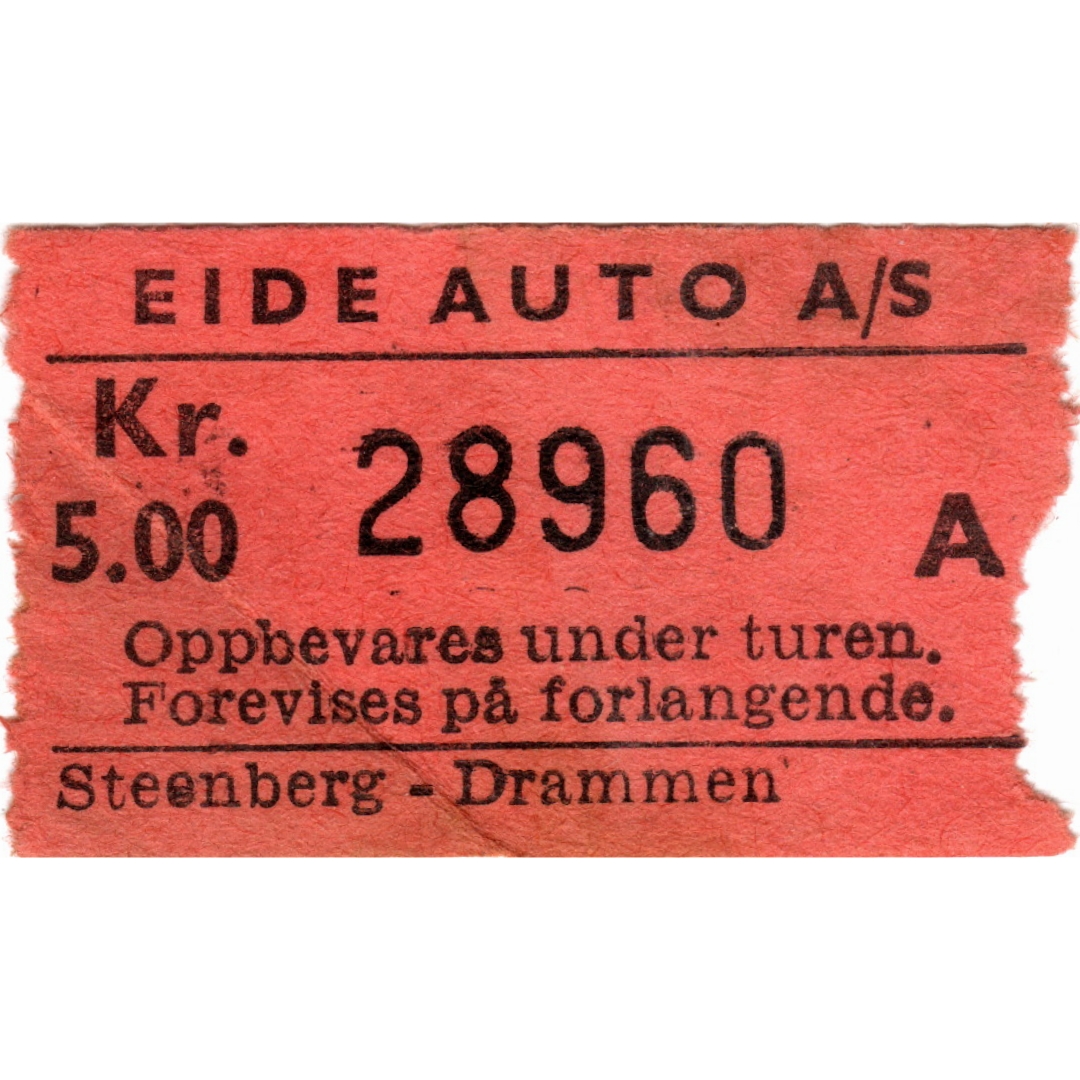 EIDE AUTO A/S
Kr.
5.00
28960
A
Oppbevares under turen.
Forevises på forlangende.
Steenberg - Drammen